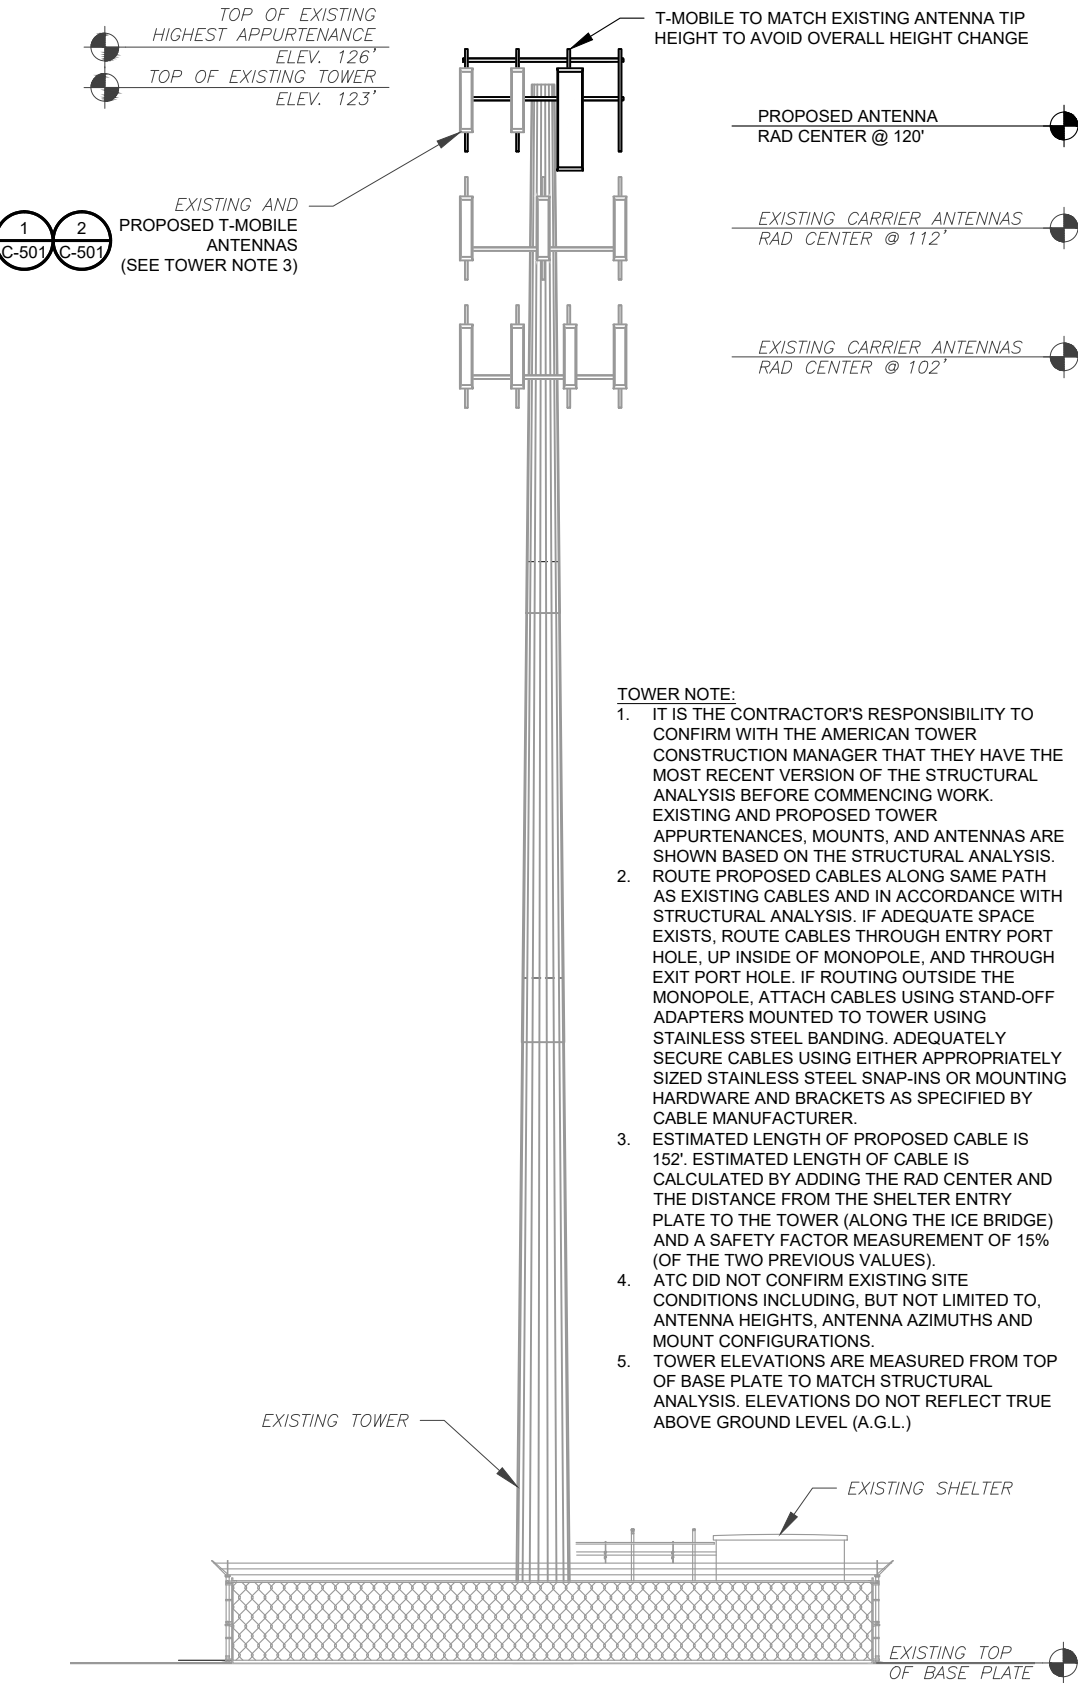 TOP OF EXISTING
HIGHEST APPURTENANCE
ELEV. 126'
TOP OF EXISTING TOWER
ELEV. 123'
T-MOBILE TO MATCH EXISTING ANTENNA TIP
HEIGHT TO AVOID OVERALL HEIGHT CHANGE
PROPOSED ANTENNA
RAD CENTER @ 120'
EXISTING AND
PROPOSED T-MOBILE
ANTENNAS
(SEE TOWER NOTE 3)
1
C-501
2
C-501
EXISTING CARRIER ANTENNAS
RAD CENTER @ 112'
EXISTING CARRIER ANTENNAS
RAD CENTER @ 102'
TOWER NOTE:
1. IT IS THE CONTRACTOR'S RESPONSIBILITY TO
CONFIRM WITH THE AMERICAN TOWER
CONSTRUCTION MANAGER THAT THEY HAVE THE
MOST RECENT VERSION OF THE STRUCTURAL
ANALYSIS BEFORE COMMENCING WORK.
EXISTING AND PROPOSED TOWER
APPURTENANCES, MOUNTS, AND ANTENNAS ARE
SHOWN BASED ON THE STRUCTURAL ANALYSIS.
2. ROUTE PROPOSED CABLES ALONG SAME PATH
AS EXISTING CABLES AND IN ACCORDANCE WITH
STRUCTURAL ANALYSIS. IF ADEQUATE SPACE
EXISTS, ROUTE CABLES THROUGH ENTRY PORT
HOLE, UP INSIDE OF MONOPOLE, AND THROUGH
EXIT PORT HOLE. IF ROUTING OUTSIDE THE
MONOPOLE, ATTACH CABLES USING STAND-OFF
ADAPTERS MOUNTED TO TOWER USING
STAINLESS STEEL BANDING. ADEQUATELY
SECURE CABLES USING EITHER APPROPRIATELY
SIZED STAINLESS STEEL SNAP-INS OR MOUNTING
HARDWARE AND BRACKETS AS SPECIFIED BY
CABLE MANUFACTURER.
3. ESTIMATED LENGTH OF PROPOSED CABLE IS
152'. ESTIMATED LENGTH OF CABLE IS
CALCULATED BY ADDING THE RAD CENTER AND
THE DISTANCE FROM THE SHELTER ENTRY
PLATE TO THE TOWER (ALONG THE ICE BRIDGE)
AND A SAFETY FACTOR MEASUREMENT OF 15%
(OF THE TWO PREVIOUS VALUES).
4. ATC DID NOT CONFIRM EXISTING SITE
CONDITIONS INCLUDING, BUT NOT LIMITED TO,
ANTENNA HEIGHTS, ANTENNA AZIMUTHS AND
MOUNT CONFIGURATIONS.
5. TOWER ELEVATIONS ARE MEASURED FROM TOP
OF BASE PLATE TO MATCH STRUCTURAL
ANALYSIS. ELEVATIONS DO NOT REFLECT TRUE
ABOVE GROUND LEVEL (A.G.L.)
EXISTING TOWER
EXISTING SHELTER
EXISTING TOP
OF BASE PLATE